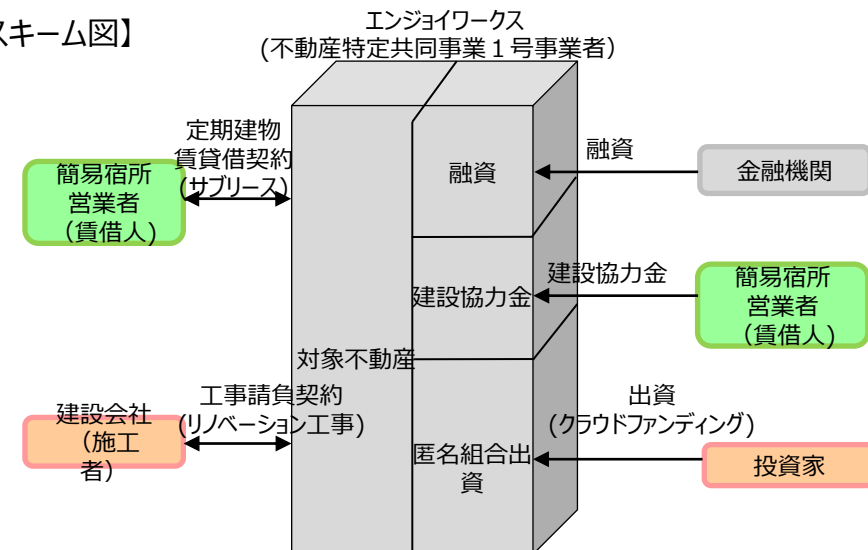 スキーム図】
エンジョイワークス
(不動産特定共同事業１号事業者)
定期建物
賃貸借契約
(サブリース)
簡易宿所
営業者
（賃借人)
融資
融資
金融機関
建設協力金
建設協力金
簡易宿所
営業者
（賃借人)
対象不動産
工事請負契約
(リノベーション工事)
建設会社
（施工
者）
匿名組合出
資
出資
(クラウドファンディング)
投資家